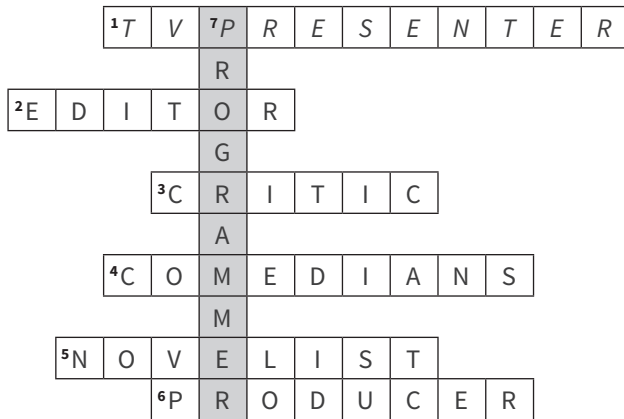 1T V 7P R E S E N T E R
R
2E D I T O R
G
3C R I T I C
A
4C O M E D I A N S
M
5N O V E L I S T
6P R O D U C E R